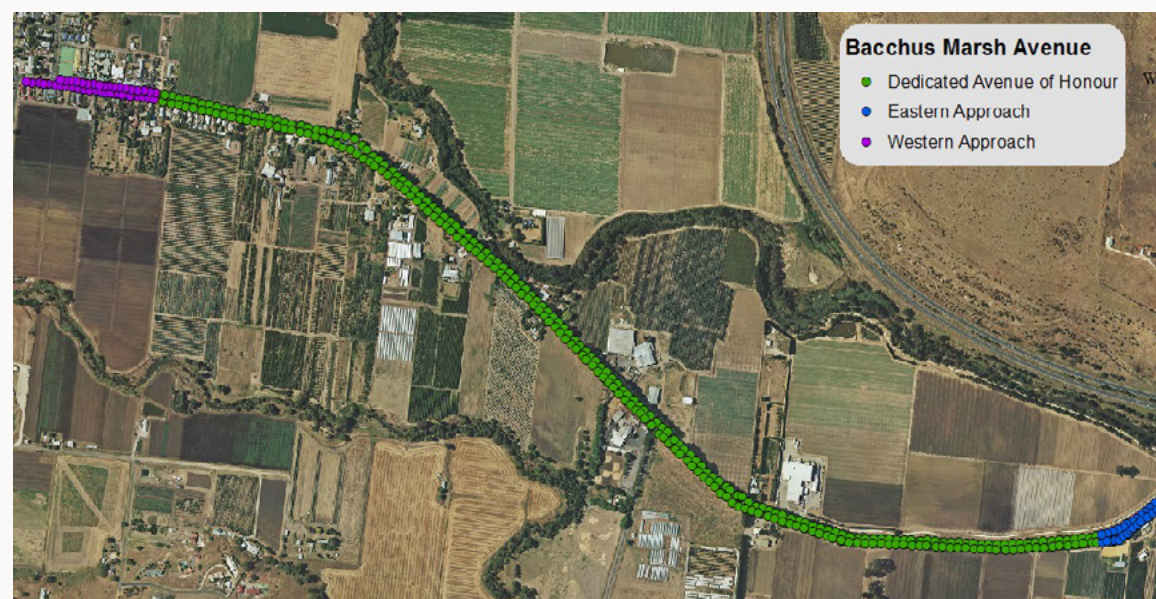 Bacchus Marsh Avenue
Dedicated Avenue of Honour
Eastern Approach
Western Approach
W